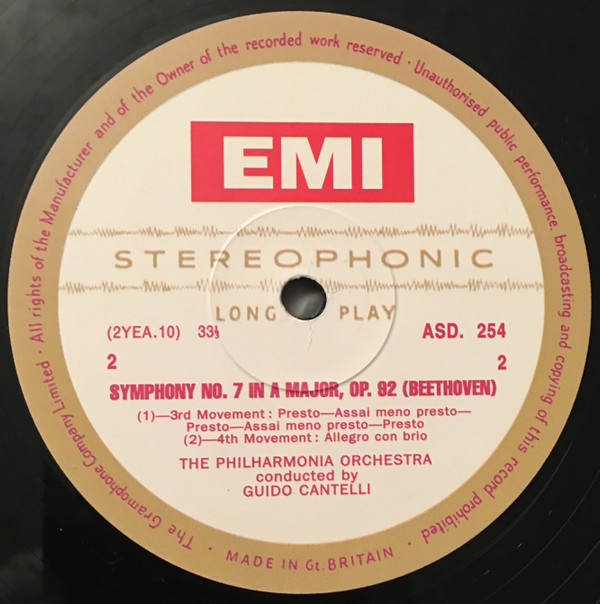 EMI
STEREOPHONIC
LONG PLAY
(2YEA.10) 33⅓
ASD. 254
2
2
SYMPHONY NO. 7 IN A MAJOR, OP. 92 (BEETHOVEN)
(1)—3rd Movement : Presto—Assai meno presto—
Presto—Assai meno presto—Presto
(2)—4th Movement : Allegro con brio
THE PHILHARMONIA ORCHESTRA
conducted by
GUIDO CANTELLI
The Gramophone Company Limited · All rights of the Manufacturer and of the Owner of the recorded work reserved · Unauthorised public performance, broadcasting and copying of this record prohibited ·
MADE IN Gt. BRITAIN ·